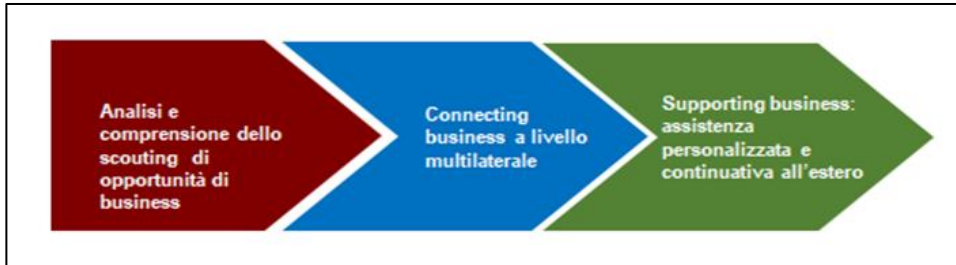 Analisi e
comprensione dello
scouting di
opportunità di
business
Connecting
business a livello
multilaterale
Supporting business:
assistenza
personalizzata e
continuativa all'estero